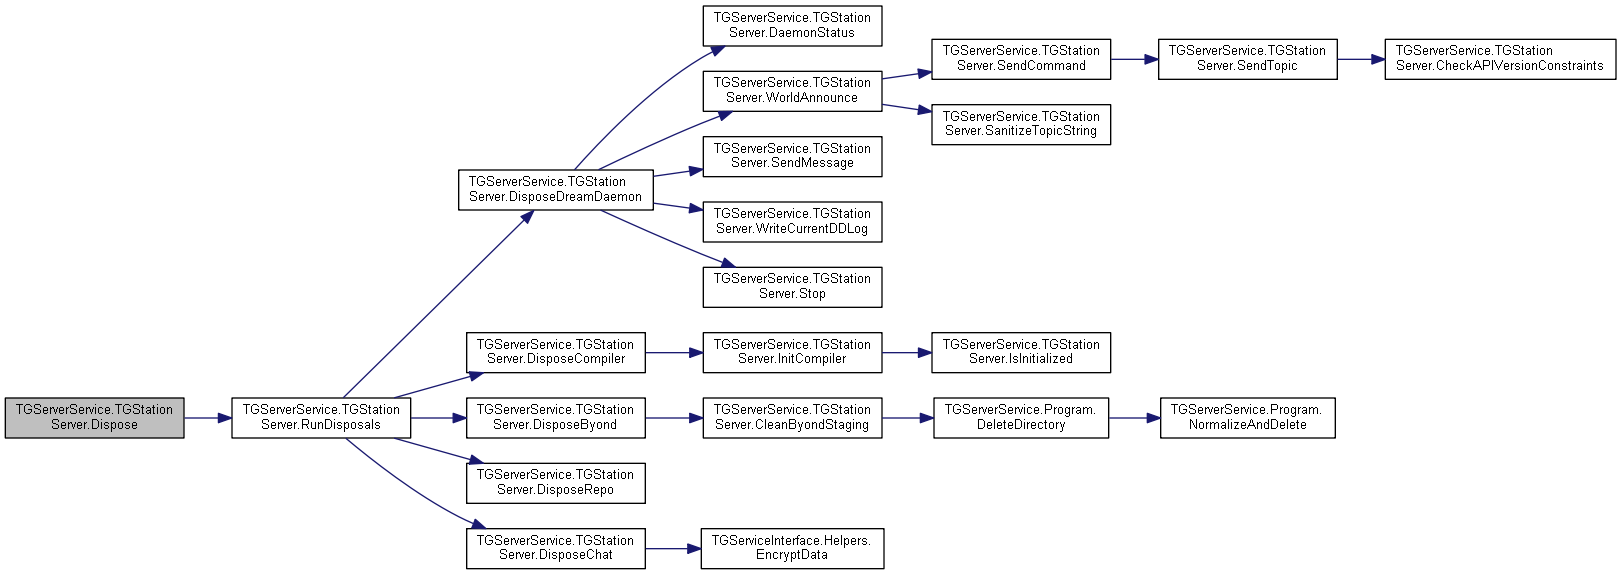 TGServerService.TGStation
Server.Dispose
TGServerService.TGStation
Server.RunDisposals
TGServerService.TGStation
Server.DisposeDreamDaemon
TGServerService.TGStation
Server.DaemonStatus
TGServerService.TGStation
Server.WorldAnnounce
TGServerService.TGStation
Server.SendCommand
TGServerService.TGStation
Server.SendTopic
TGServerService.TGStation
Server.CheckAPIVersionConstraints
TGServerService.TGStation
Server.SanitizeTopicString
TGServerService.TGStation
Server.SendMessage
TGServerService.TGStation
Server.WriteCurrentDDLog
TGServerService.TGStation
Server.Stop
TGServerService.TGStation
Server.DisposeCompiler
TGServerService.TGStation
Server.InitCompiler
TGServerService.TGStation
Server.IsInitialized
TGServerService.TGStation
Server.DisposeByond
TGServerService.TGStation
Server.CleanByondStaging
TGServerService.Program.
DeleteDirectory
TGServerService.Program.
NormalizeAndDelete
TGServerService.TGStation
Server.DisposeRepo
TGServerService.TGStation
Server.DisposeChat
TGServiceInterface.Helpers.
EncryptData